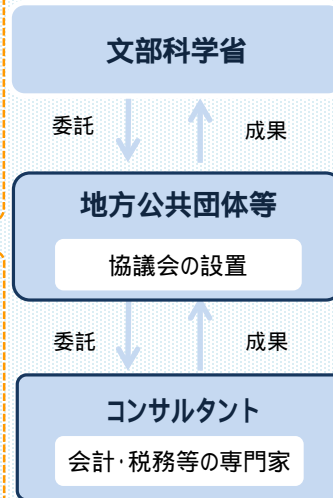 文部科学省
委託
成果
地方公共団体等
協議会の設置
委託
成果
コンサルタント
会計･税務等の専門家